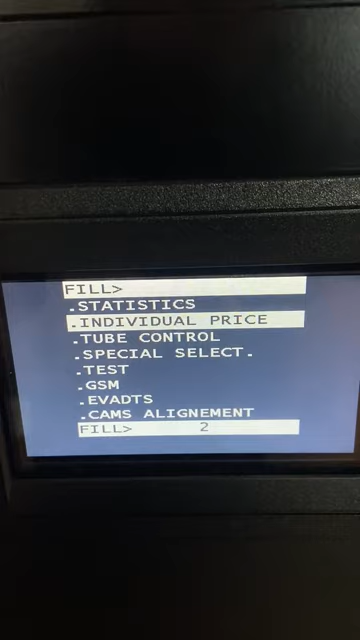 FILL>
.STATISTICS
.INDIVIDUAL PRICE
.TUBE CONTROL
.SPECIAL SELECT.
.TEST
.GSM
.EVADTS
.CAMS ALIGNEMENT
FILL> 2